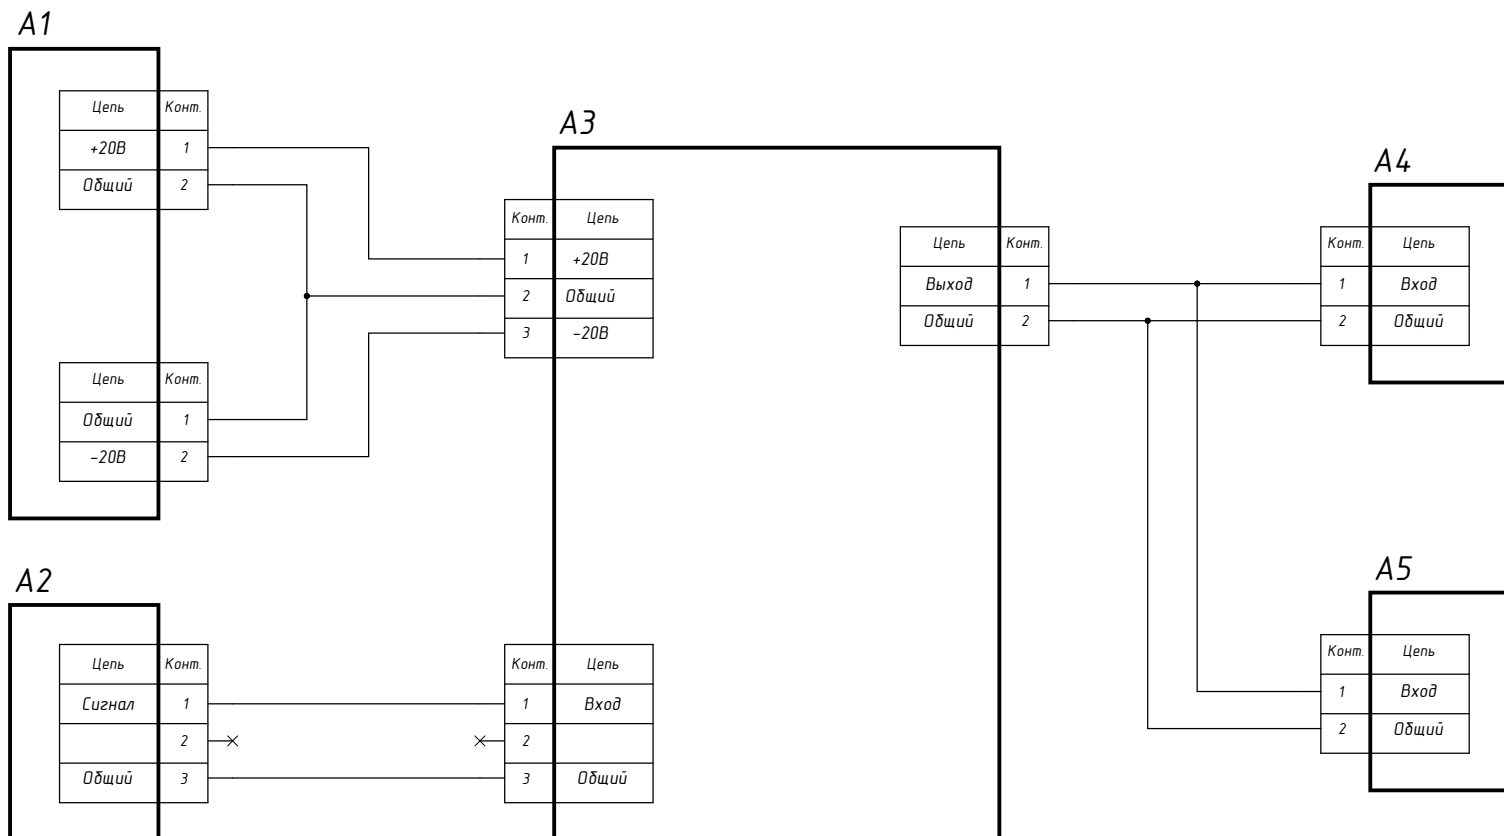 A1
Цепь Конт.
+20В 1
Общий 2
Цепь Конт.
Общий 1
-20В 2
A2
Цепь Конт.
Сигнал 1
2
Общий 3
A3
Конт. Цепь
1 +20В
2 Общий
3 -20В
Конт. Цепь
1 Вход
2
3 Общий
Цепь Конт.
Выход 1
Общий 2
A4
Конт. Цепь
1 Вход
2 Общий
A5
Конт. Цепь
1 Вход
2 Общий